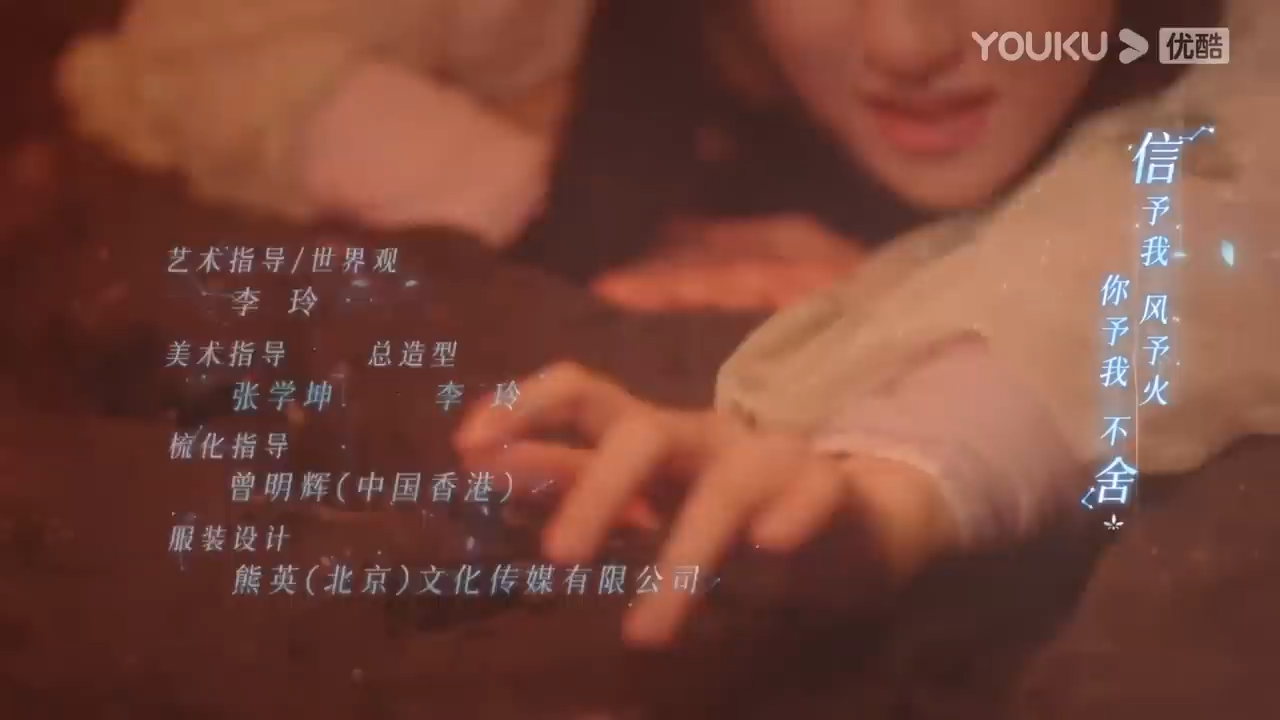 YOUKU 优酷
艺术指导/世界观
李 玲
美术指导 总造型
张学坤 李 玲
梳化指导
曾明辉(中国香港)
服装设计
熊英(北京)文化传媒有限公司
信予我 风予火
你予我 不舍